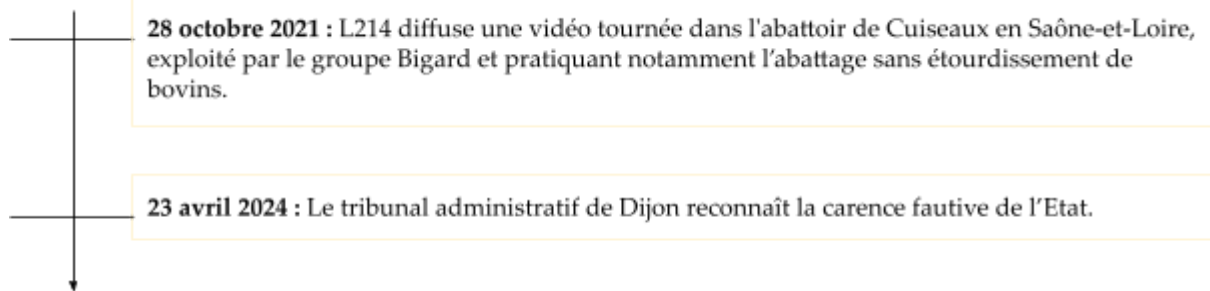 28 octobre 2021 : L214 diffuse une vidéo tournée dans l'abattoir de Cuiseaux en Saône-et-Loire,
exploité par le groupe Bigard et pratiquant notamment l’abattage sans étourdissement de
bovins.
23 avril 2024 : Le tribunal administratif de Dijon reconnaît la carence fautive de l’Etat.